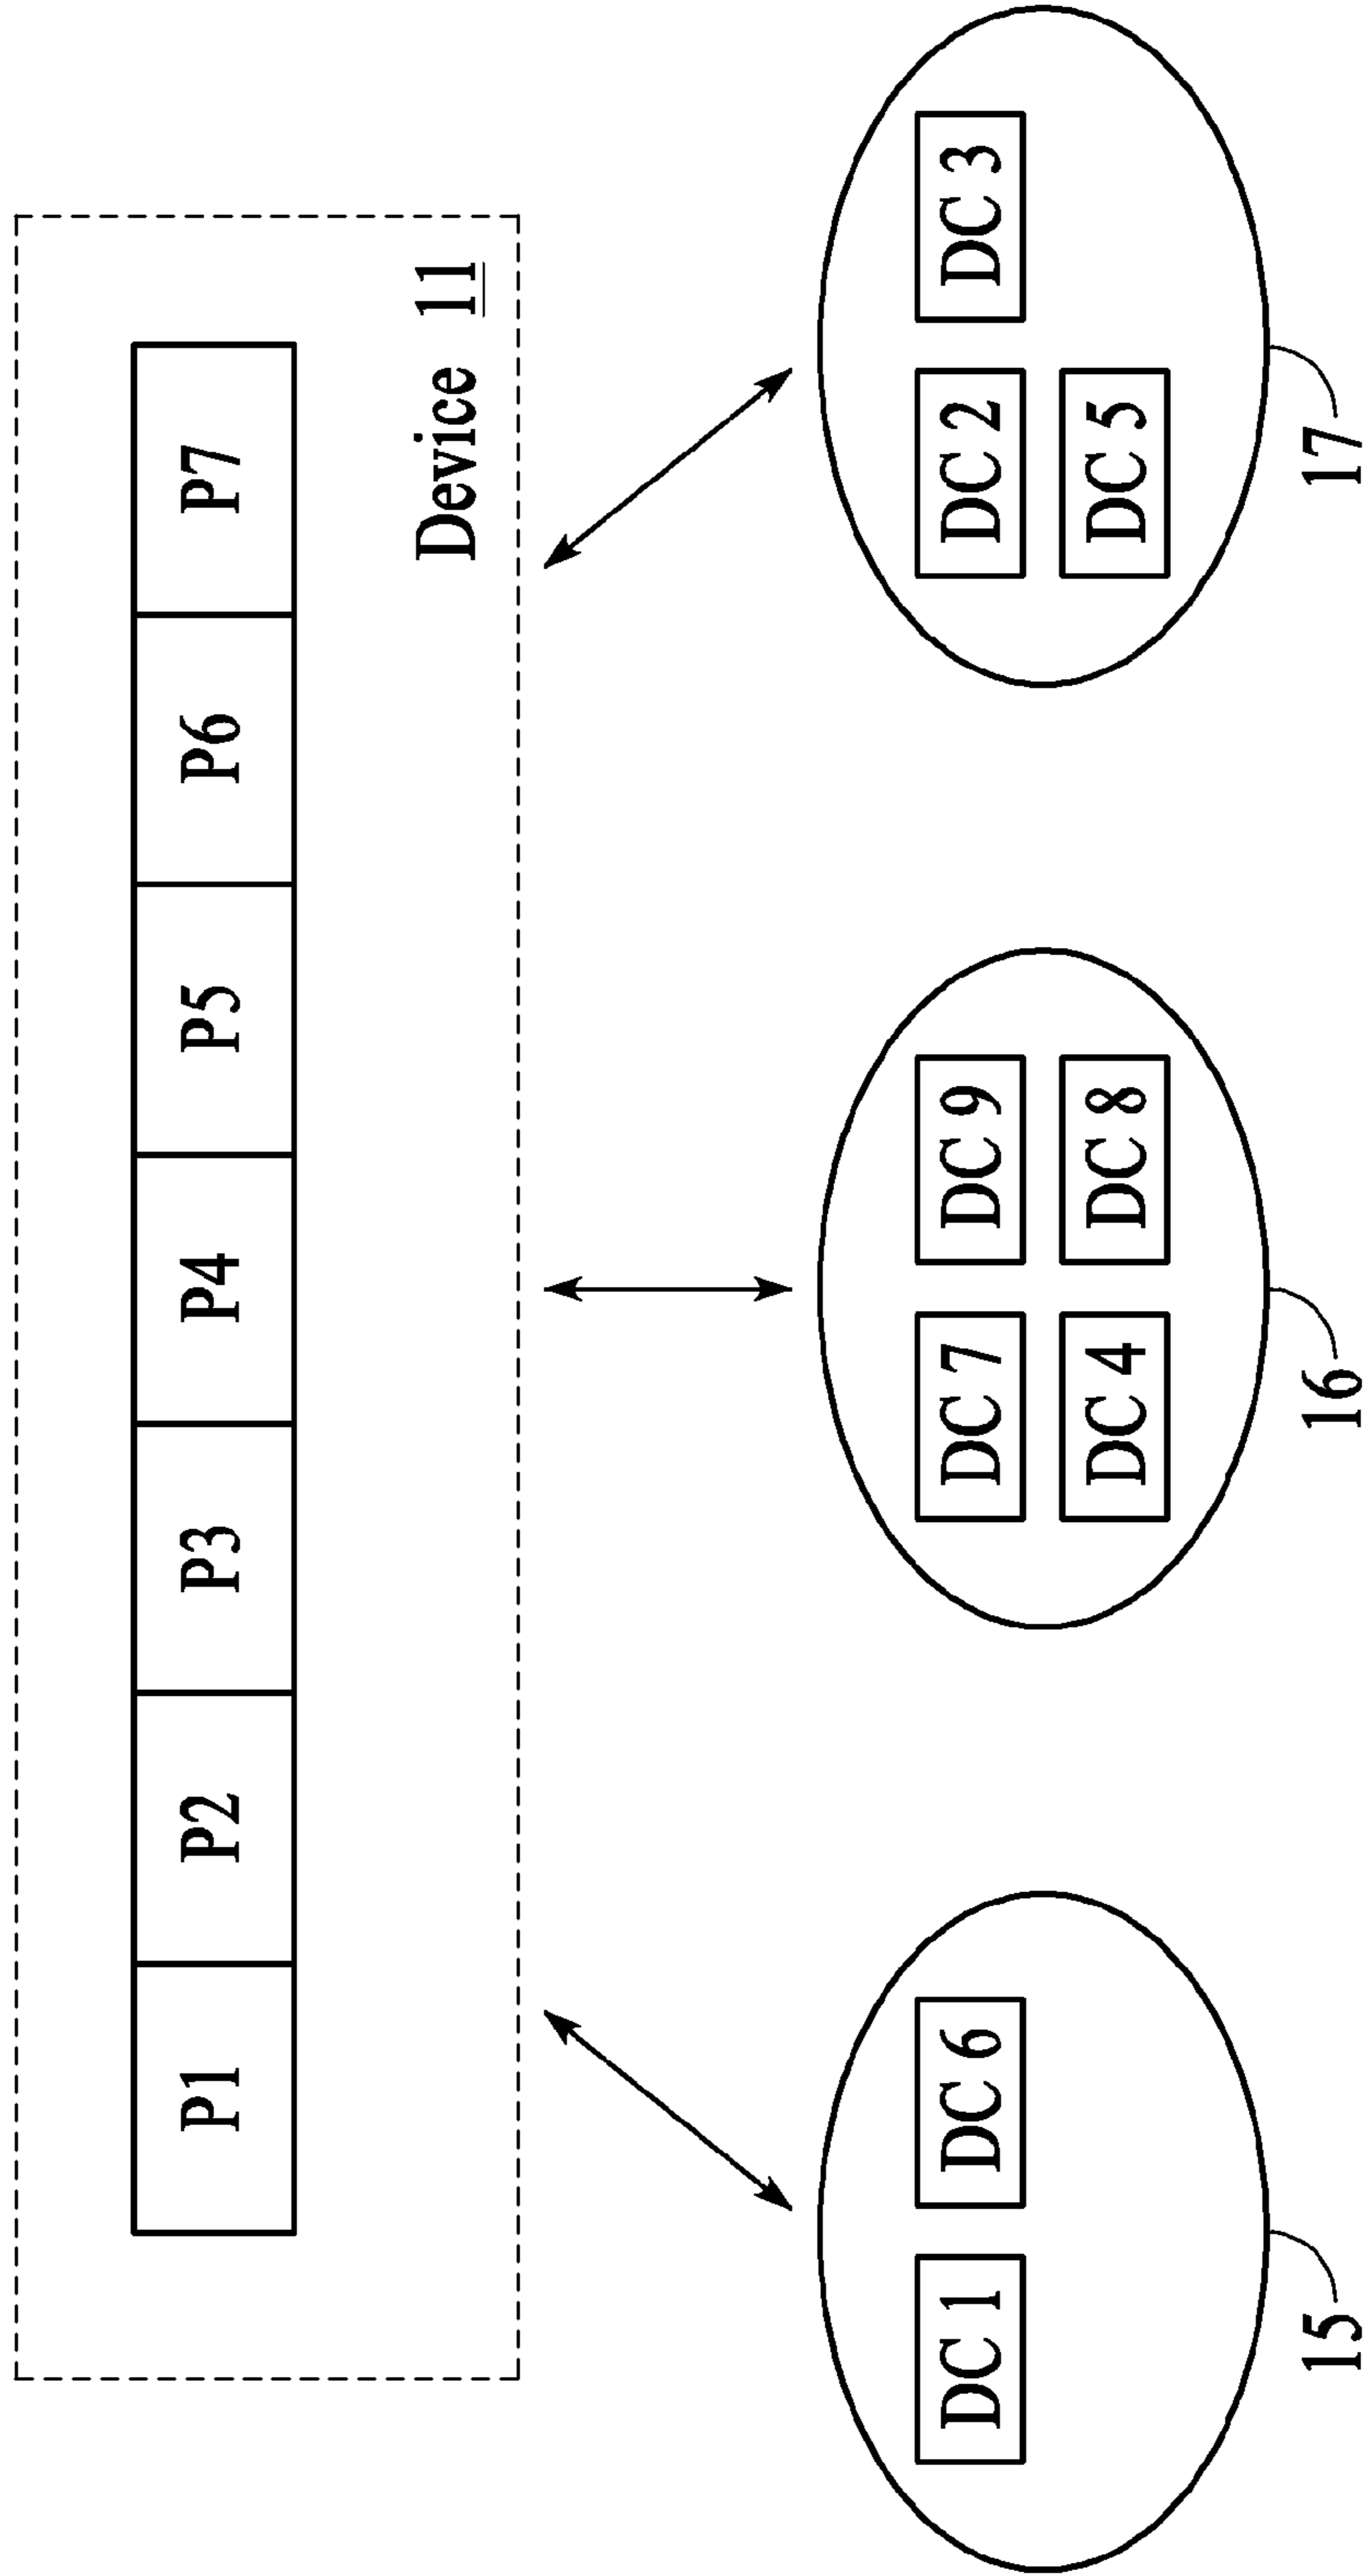 P1 P2 P3 P4 P5 P6 P7
Device 11
DC 1 DC 6
15
DC 7 DC 9
DC 4 DC 8
16
DC 2 DC 3
DC 5
17